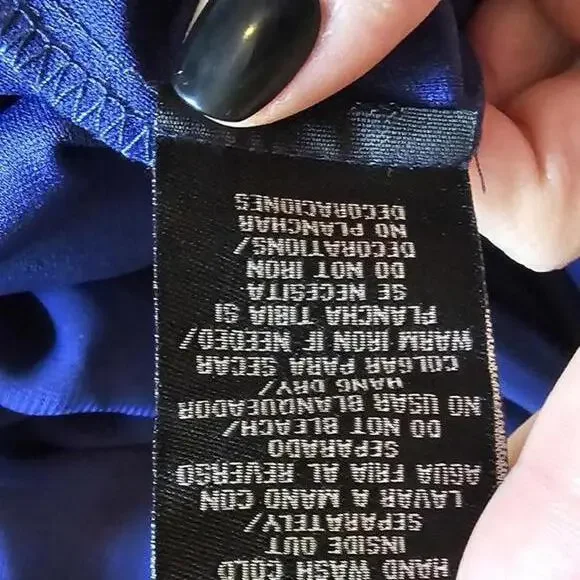 HAND WASH COLD
INSIDE OUT
SEPARATELY/
LAVAR A MANO CON
AGUA FRIA AL REVERSO
SEPARADO
DO NOT BLEACH/
NO USAR BLANQUEADOR
HANG DRY/
COLGAR PARA SECAR
WARM IRON IF NEEDED/
PLANCHA TIBIA SI
SE NECESITA
DO NOT IRON
DECORATIONS/
NO PLANCHAR
DECORACIONES